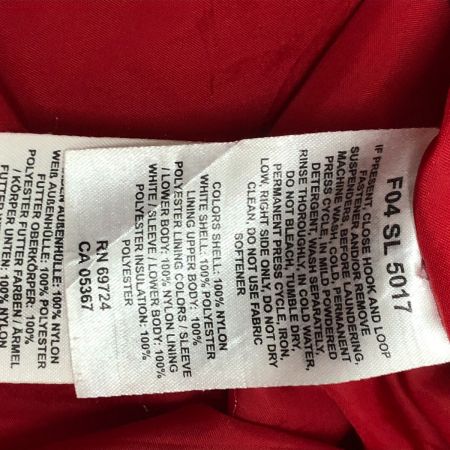 F04 SL 5017
IF PRESENT, CLOSE HOOK AND LOOP
FASTENER AND/OR REMOVE
SUSPENDERS, BEFORE LAUNDERING,
MACHINE WASH COLD, PERMANENT
PRESS CYCLE, IN COLD POWDERED
DETERGENT, WASH SEPARATELY,
RINSE THOROUGHLY, IN COLD WATER,
DO NOT BLEACH, TUMBLE DRY
PERMANENT PRESS CYCLE, IRON,
LOW, RIGHT SIDE ONLY, DO NOT DRY
CLEAN. DO NOT USE FABRIC
SOFTENER
COLORS SHELL: 100% NYLON
WHITE SHELL: 100% POLYESTER
LINING UPPER BODY: 100%
POLYESTER LINING COLORS / SLEEVE
/ LOWER BODY: 100% NYLON LINING
WHITE / SLEEVE / LOWER BODY: 100%
POLYESTER INSULATION: 100%
POLYESTER
RN 69724
CA 05367
AUßENHÜLLE: 100% NYLON
WEIß AUßENHÜLLE: 100%
POLYESTER
FUTTER OBERKÖRPER: 100%
POLYESTER
FUTTER FARBEN / ÄRMEL
/ KÖRPER UNTEN: 100% NYLON
FUTTER